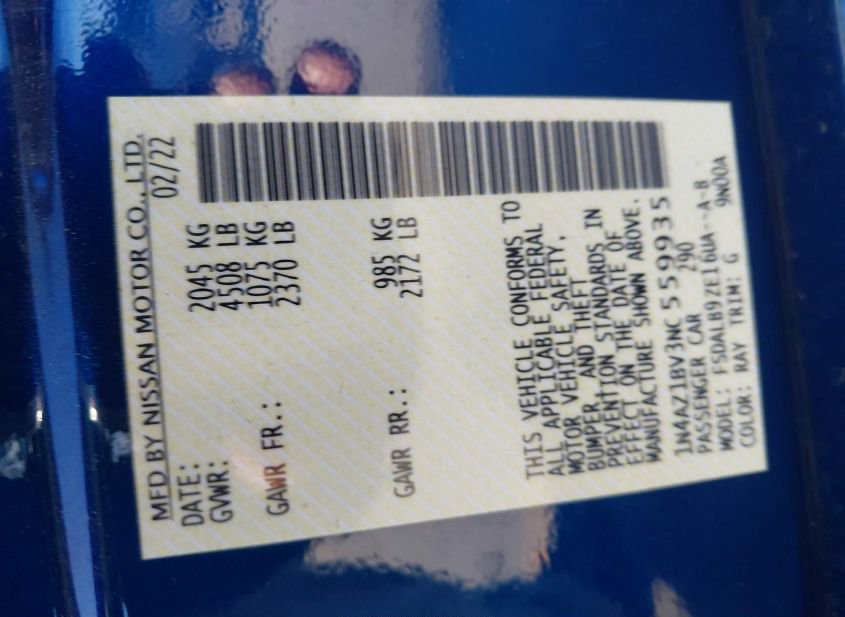 MFD BY NISSAN MOTOR CO., LTD.
DATE: 02/22
GVWR: 2045 KG
4508 LB
GAWR FR.: 1075 KG
2370 LB
GAWR RR.: 985 KG
2172 LB
THIS VEHICLE CONFORMS TO
ALL APPLICABLE FEDERAL
MOTOR VEHICLE SAFETY,
BUMPER, AND THEFT
PREVENTION STANDARDS IN
EFFECT ON THE DATE OF
MANUFACTURE SHOWN ABOVE.
1N4AZ1BV3NC559935
PASSENGER CAR 290
MODEL: FSDALB9ZE16UA--A-B
COLOR: RAY TRIM: G 9N00A